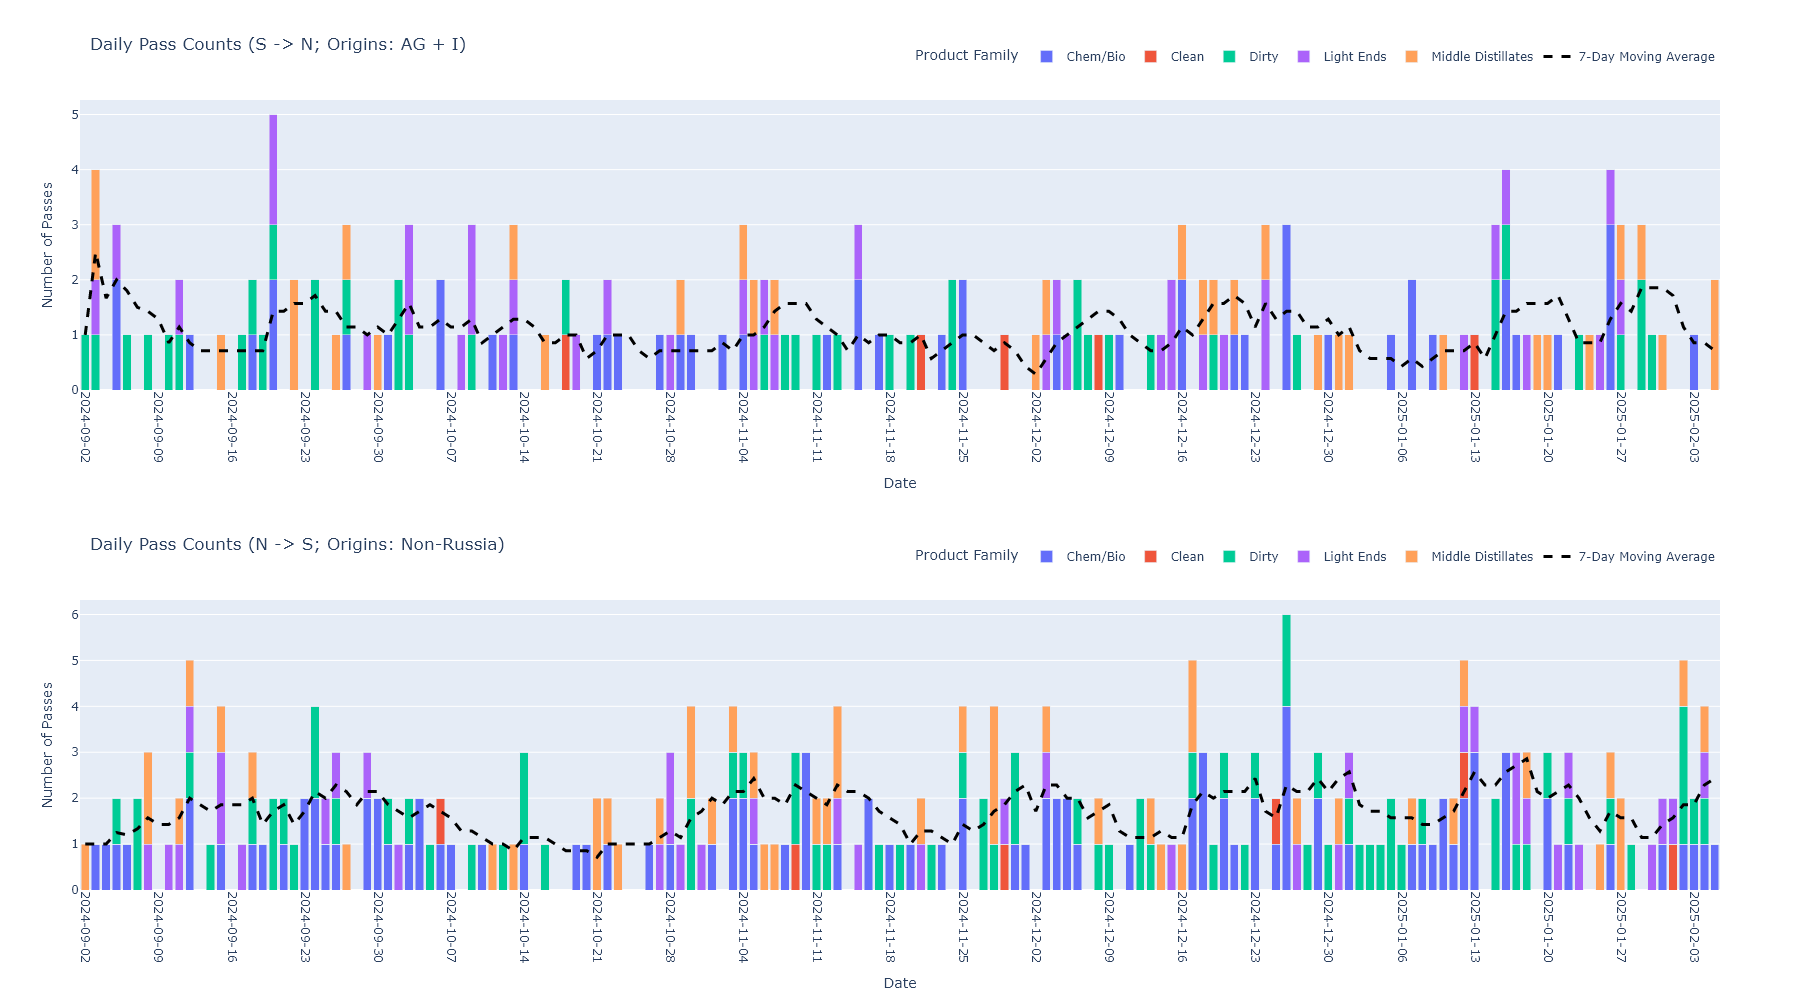 Daily Pass Counts (S -> N; Origins: AG + I)
Product Family Chem/Bio Clean Dirty Light Ends Middle Distillates 7-Day Moving Average
Number of Passes
5
4
3
2
1
0
2024-09-02 2024-09-09 2024-09-16 2024-09-23 2024-09-30 2024-10-07 2024-10-14 2024-10-21 2024-10-28 2024-11-04 2024-11-11 2024-11-18 2024-11-25 2024-12-02 2024-12-09 2024-12-16 2024-12-23 2024-12-30 2025-01-06 2025-01-13 2025-01-20 2025-01-27 2025-02-03
Date
Daily Pass Counts (N -> S; Origins: Non-Russia)
Product Family Chem/Bio Clean Dirty Light Ends Middle Distillates 7-Day Moving Average
Number of Passes
6
5
4
3
2
1
0
2024-09-02 2024-09-09 2024-09-16 2024-09-23 2024-09-30 2024-10-07 2024-10-14 2024-10-21 2024-10-28 2024-11-04 2024-11-11 2024-11-18 2024-11-25 2024-12-02 2024-12-09 2024-12-16 2024-12-23 2024-12-30 2025-01-06 2025-01-13 2025-01-20 2025-01-27 2025-02-03
Date